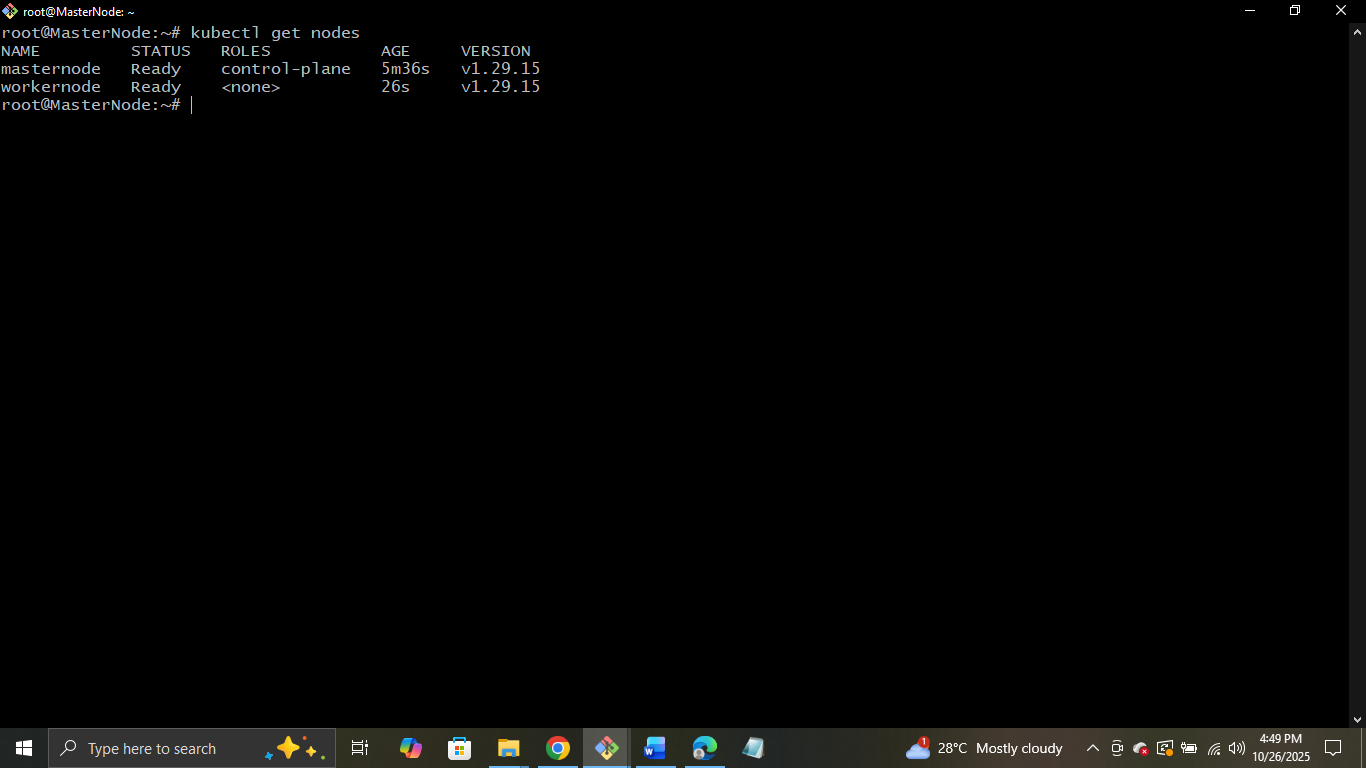 root@MasterNode: ~
root@MasterNode:~# kubectl get nodes
NAME         STATUS   ROLES           AGE     VERSION
masternode   Ready    control-plane   5m36s   v1.29.15
workernode   Ready    <none>          26s     v1.29.15
root@MasterNode:~#
Type here to search
1
28°C Mostly cloudy
4:49 PM
10/26/2025